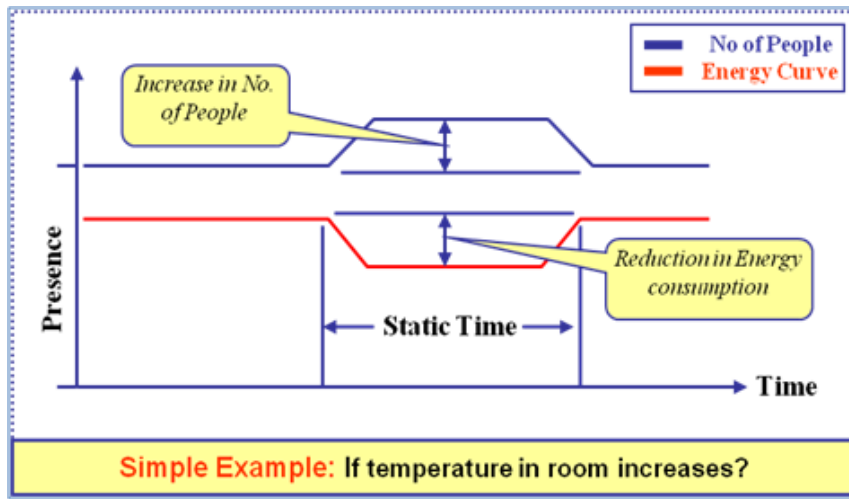 No of People
Energy Curve
Increase in No.
of People
Presence
Reduction in Energy
consumption
Static Time
Time
Simple Example: If temperature in room increases?